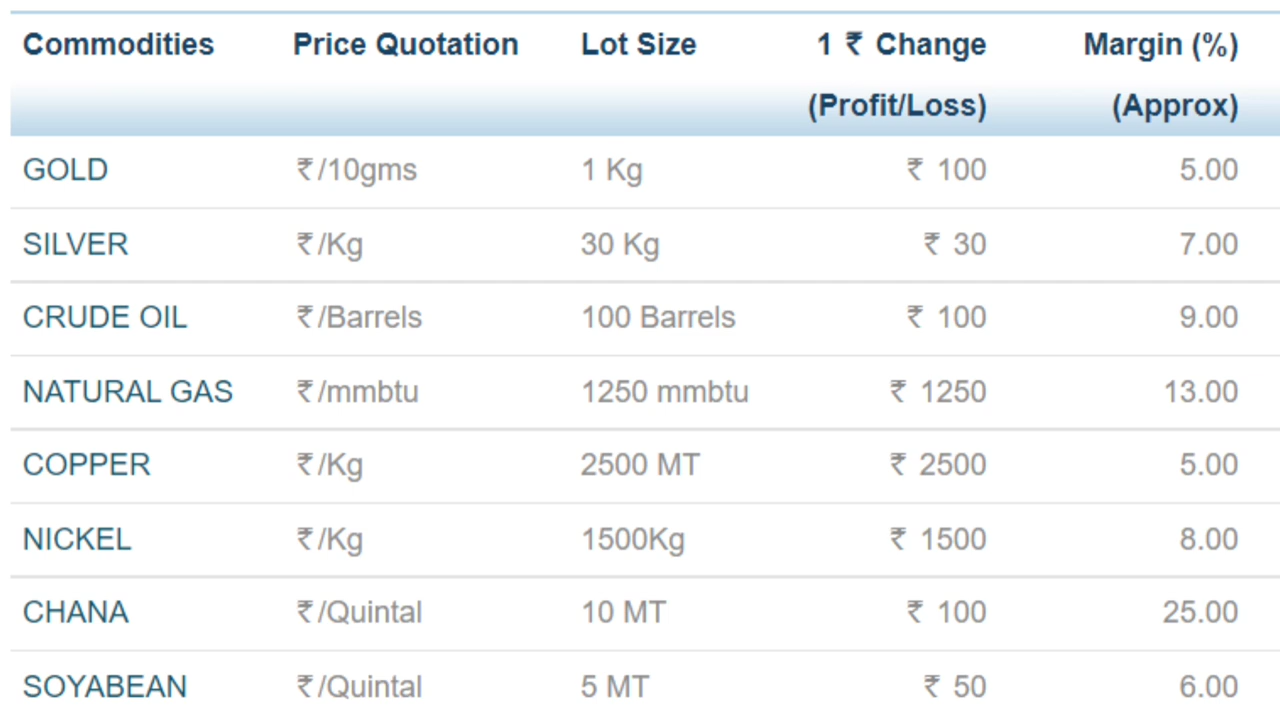 Commodities Price Quotation Lot Size 1 ₹ Change Margin (%)
(Profit/Loss) (Approx)
GOLD ₹/10gms 1 Kg ₹ 100 5.00
SILVER ₹/Kg 30 Kg ₹ 30 7.00
CRUDE OIL ₹/Barrels 100 Barrels ₹ 100 9.00
NATURAL GAS ₹/mmbtu 1250 mmbtu ₹ 1250 13.00
COPPER ₹/Kg 2500 MT ₹ 2500 5.00
NICKEL ₹/Kg 1500Kg ₹ 1500 8.00
CHANA ₹/Quintal 10 MT ₹ 100 25.00
SOYABEAN ₹/Quintal 5 MT ₹ 50 6.00